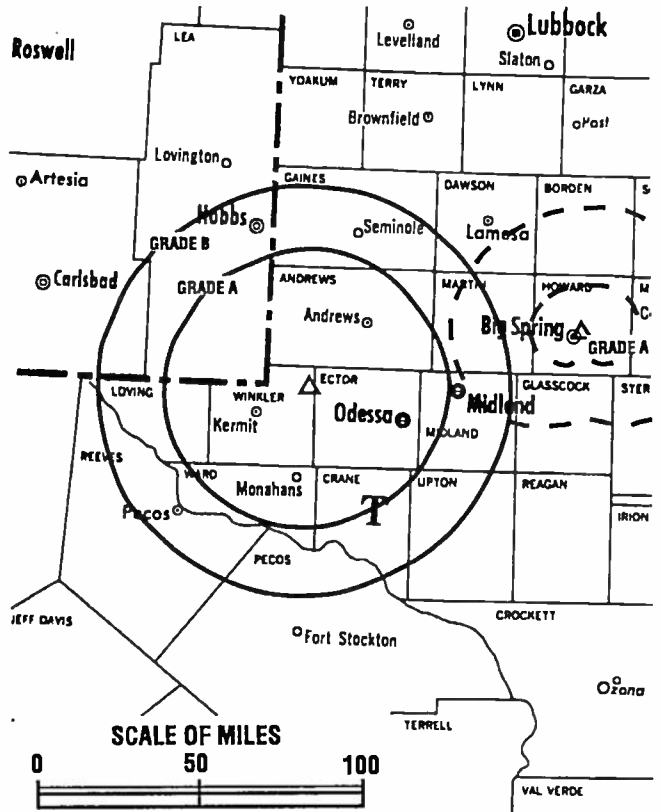 LEA
Levelland
Lubbock
Roswell
Slaton
YOAKUM
TERRY
LYNN
GARZA
Brownfield
Post
Lovington
Artesia
GAINES
DAWSON
BORDEN
S
Hobbs
Seminole
Lamesa
GRADE B
Carlsbad
GRADE A
ANDREWS
MARTIN
HOWARD
M
C
Andrews
Big Spring
GRADE A
LOVING
WINKLER
ECTOR
GLASSCOCK
STER
Kermit
Odessa
Midland
MIDLAND
REEVES
WARD
Monahans
CRANE
UPTON
REAGAN
Pecos
T
IRION
PECOS
JEFF DAVIS
CROCKETT
Fort Stockton
Ozona
TERRELL
SCALE OF MILES
0 50 100
VAL VERDE